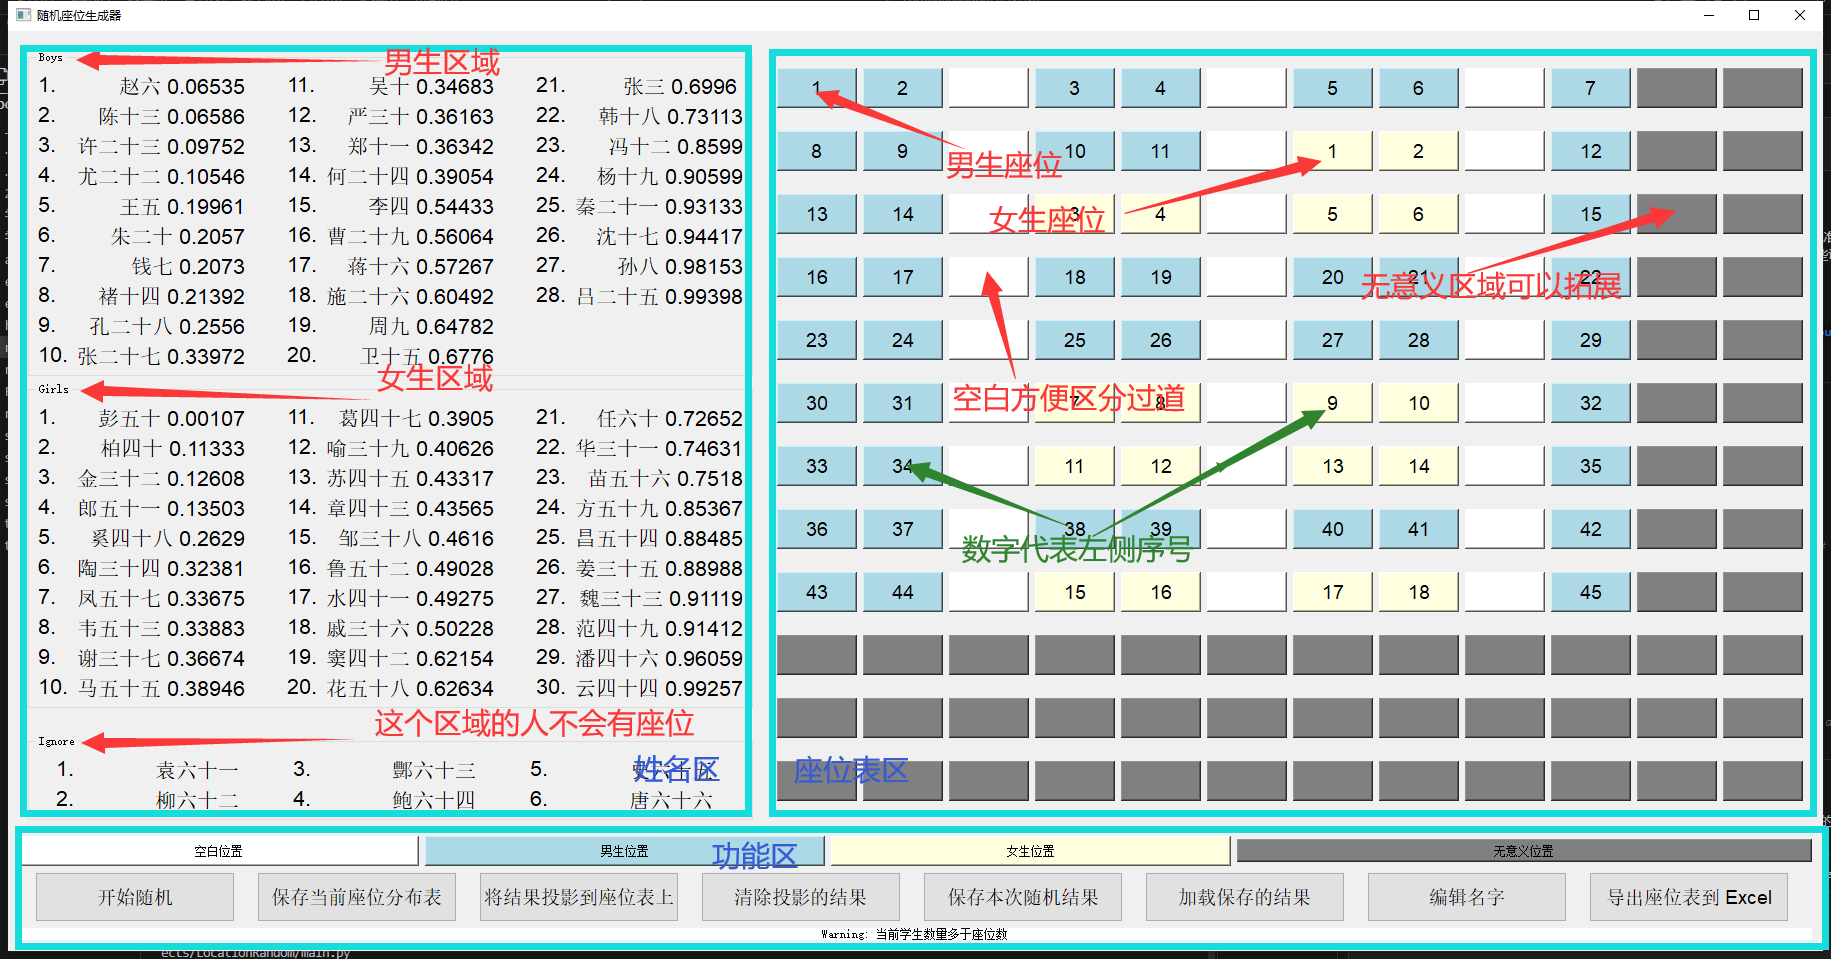 随机座位生成器
Boys
男生区域
1. 赵六 0.06535 11. 吴十 0.34683 21. 张三 0.6996
2. 陈十三 0.06586 12. 严三十 0.36163 22. 韩十八 0.73113
3. 许二十三 0.09752 13. 郑十一 0.36342 23. 冯十二 0.8599
4. 尤二十二 0.10546 14. 何二十四 0.39054 24. 杨十九 0.90599
5. 王五 0.19961 15. 李四 0.54433 25. 秦二十一 0.93133
6. 朱二十 0.2057 16. 曹二十九 0.56064 26. 沈十七 0.94417
7. 钱七 0.2073 17. 蒋十六 0.57267 27. 孙八 0.98153
8. 褚十四 0.21392 18. 施二十六 0.60492 28. 吕二十五 0.99398
9. 孔二十八 0.2556 19. 周九 0.64782
10. 张二十七 0.33972 20. 卫十五 0.6776
女生区域
Girls
1. 彭五十 0.00107 11. 葛四十七 0.3905 21. 任六十 0.72652
2. 柏四十 0.11333 12. 喻三十九 0.40626 22. 华三十一 0.74631
3. 金三十二 0.12608 13. 苏四十五 0.43317 23. 苗五十六 0.7518
4. 郎五十一 0.13503 14. 章四十三 0.43565 24. 方五十九 0.85367
5. 奚四十八 0.2629 15. 邹三十八 0.4616 25. 昌五十四 0.88485
6. 陶三十四 0.32381 16. 鲁五十二 0.49028 26. 姜三十五 0.88988
7. 凤五十七 0.33675 17. 水四十一 0.49275 27. 魏三十三 0.91119
8. 韦五十三 0.33883 18. 戚三十六 0.50228 28. 范四十九 0.91412
9. 谢三十七 0.36674 19. 窦四十二 0.62154 29. 潘四十六 0.96059
10. 马五十五 0.38946 20. 花五十八 0.62634 30. 云四十四 0.99257
这个区域的人不会有座位
Ignore
1. 袁六十一 3. 酆六十三 5.
2. 柳六十二 4. 鲍六十四 6. 唐六十六
姓名区
1 2 3 4 5 6 7
8 9 10 11 1 2 12
男生座位
13 14 3 4 5 6 15
女生座位
16 17 18 19 20 21 22
无意义区域可以拓展
23 24 25 26 27 28 29
30 31 7 8 9 10 32
空白方便区分过道
33 34 11 12 13 14 35
36 37 38 39 40 41 42
数字代表左侧序号
43 44 15 16 17 18 45
座位表区
空白位置 男生位置 女生位置 无意义位置
功能区
开始随机 保存当前座位分布表 将结果投影到座位表上 清除投影的结果 保存本次随机结果 加载保存的结果 编辑名字 导出座位表到 Excel
Warning: 当前学生数量多于座位数
ects/LocationRandom/main.py